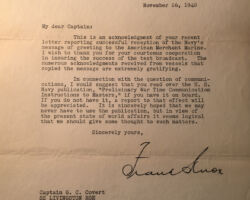 November 16, 1940
My dear Captain:
This is an acknowledgment of your recent
letter reporting successful reception of the Navy's
message of greeting to the American Merchant Marine.
I wish to thank you for your courteous cooperation
in insuring the success of the test broadcast. The
numerous acknowledgments received from vessels that
copied the message are extremely gratifying.
In connection with the question of communi-
cations, I would suggest that you read over the U. S.
Navy publication, "Preliminary War Time Communication
Instructions to Masters," if you have it on board.
If you do not have it, a report to that effect will be
appreciated. It is sincerely hoped that we may
never have to use the publication, but in view of
the present state of world affairs it seems logical
that we should give some thought to such matters.
Sincerely yours,
Frank Knox
Captain G. C. Covert
SS LIVINGSTON ROE